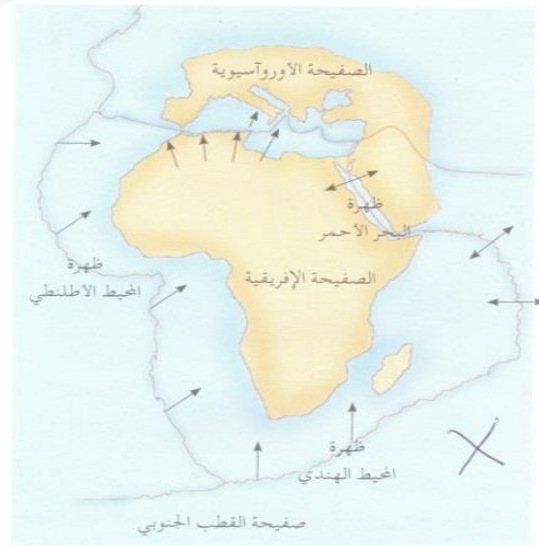 الصفيحة الأوروآسيوية
ظهرة
البحر الأحمر
ظهرة
المحيط الأطلنطي
الصفيحة الإفريقية
ظهرة
المحيط الهندي
صفيحة القطب الجنوبي